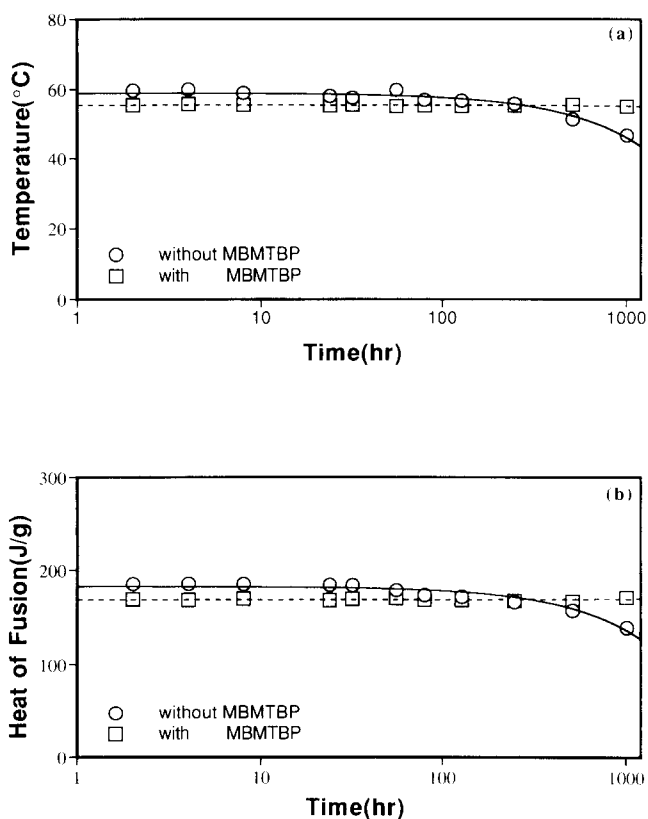 (a)
80
60
40
20
0
Temperature(°C)
without MBMTBP
with MBMTBP
1 10 100 1000
Time(hr)
(b)
300
200
100
0
Heat of Fusion(J/g)
without MBMTBP
with MBMTBP
1 10 100 1000
Time(hr)